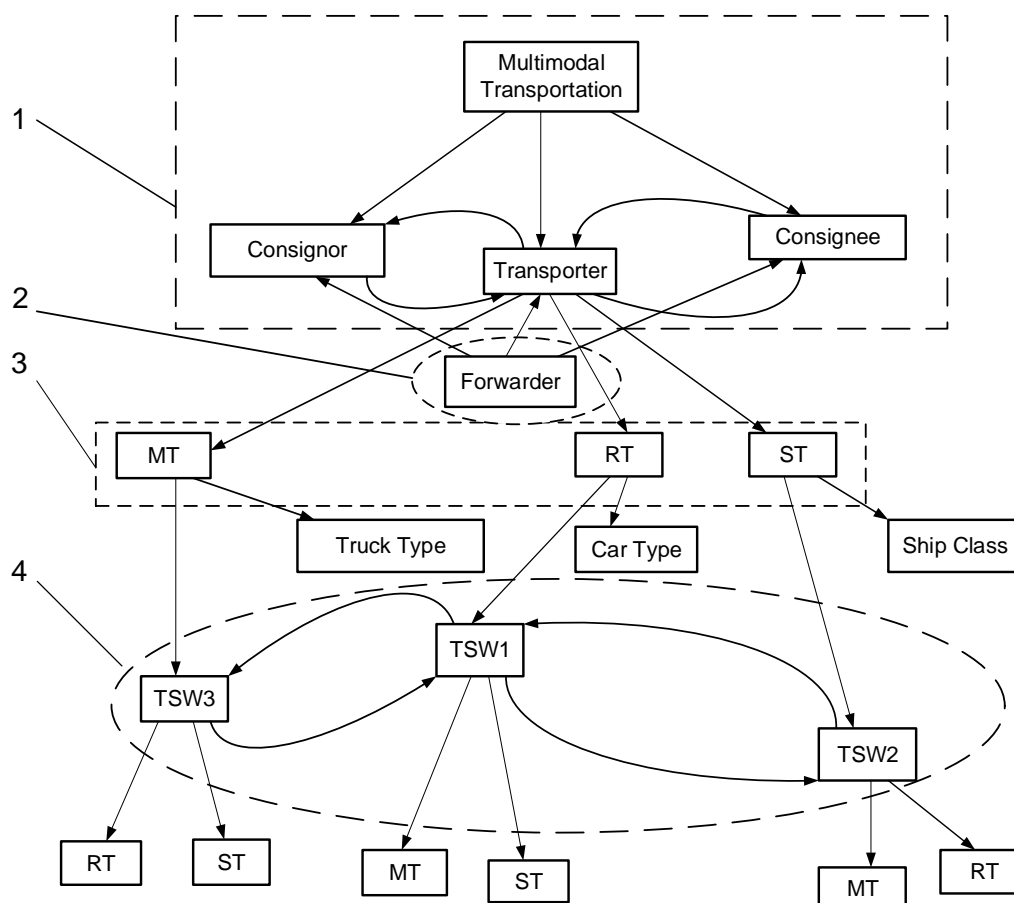 Multimodal
Transportation
1
Consignor
Consignee
Transporter
2
3
Forwarder
MT
RT
ST
Truck Type
Car Type
Ship Class
4
TSW1
TSW3
TSW2
RT
ST
MT
ST
MT
RT